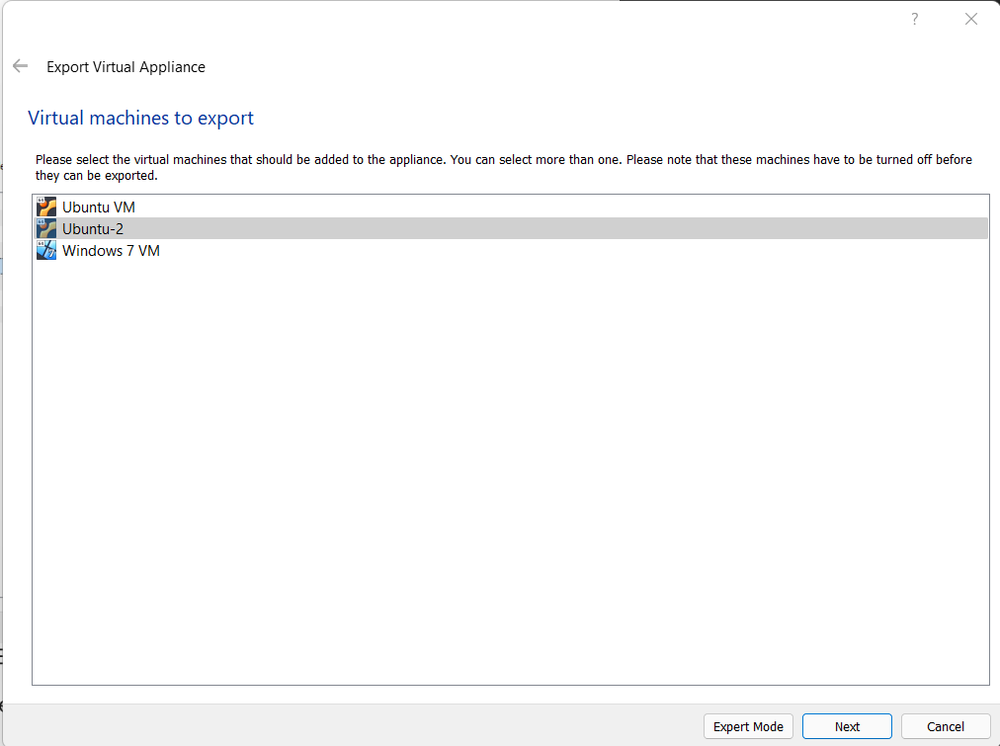 ?
Export Virtual Appliance
Virtual machines to export
Please select the virtual machines that should be added to the appliance. You can select more than one. Please note that these machines have to be turned off before
they can be exported.
Ubuntu VM
Ubuntu-2
Windows 7 VM
Expert Mode
Next
Cancel